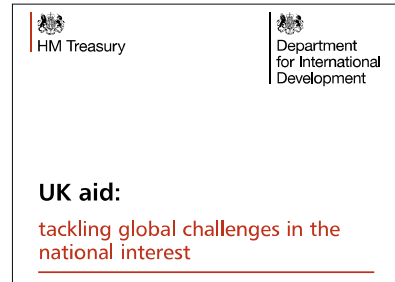 HM Treasury
Department
for International
Development
UK aid:
tackling global challenges in the
national interest